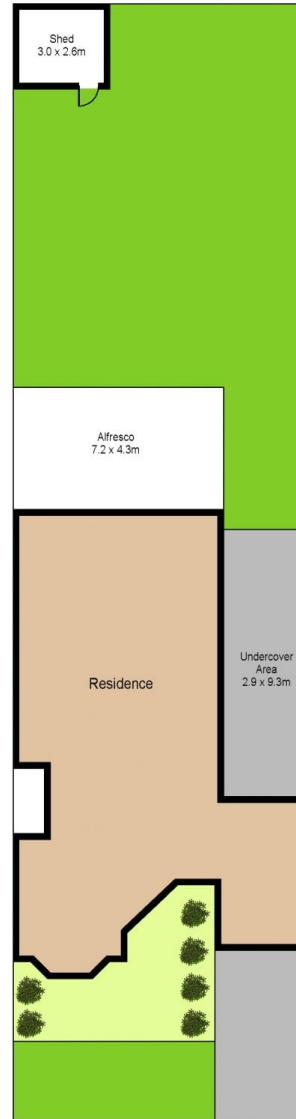 Shed
3.0 x 2.6m
Alfresco
7.2 x 4.3m
Undercover
Area
2.9 x 9.3m
Residence